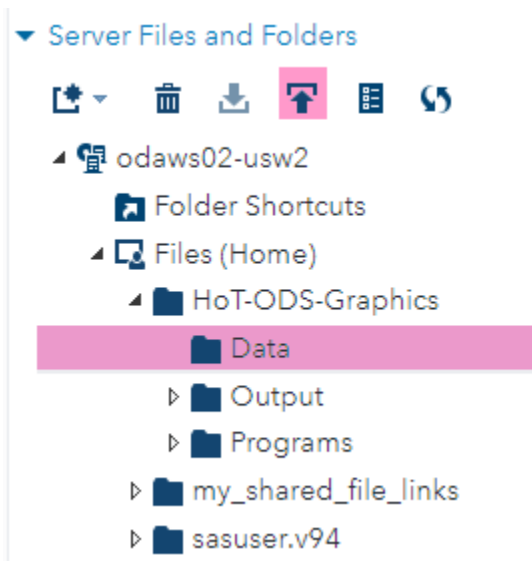 Server Files and Folders
odaws02-usw2
Folder Shortcuts
Files (Home)
HoT-ODS-Graphics
Data
Output
Programs
my_shared_file_links
sasuser.v94